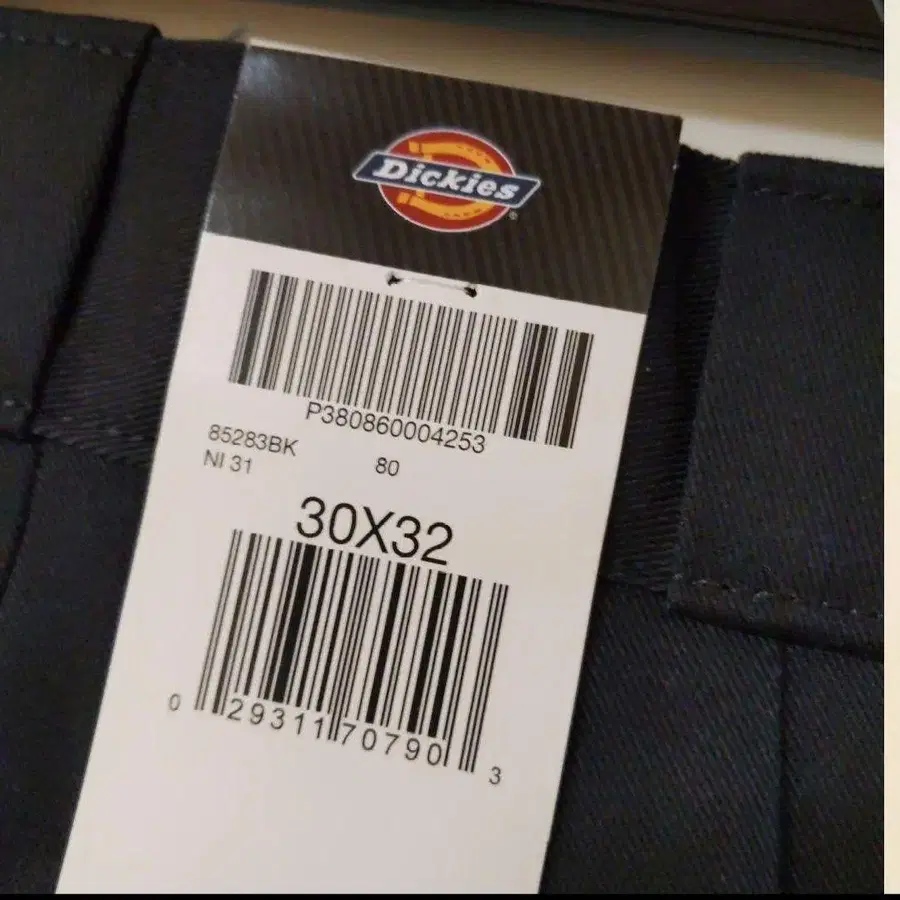 Dickies
P380860004253
85283BK
NI 31 80
30X32
0 29311 70790 3